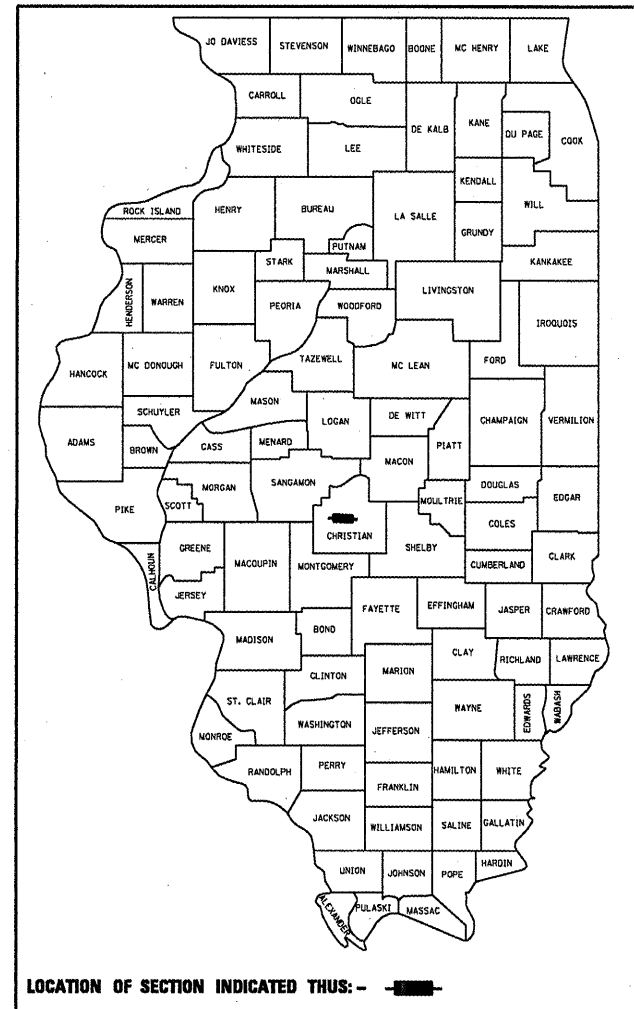 JO DAVIESS STEVENSON WINNEBAGO BOONE MC HENRY LAKE
CARROLL OGLE DE KALB KANE DU PAGE COOK
WHITESIDE LEE
KENDALL WILL
ROCK ISLAND HENRY BUREAU LA SALLE GRUNDY
MERCER PUTNAM
STARK MARSHALL KANKAKEE
HENDERSON WARREN KNOX PEORIA WOODFORD LIVINGSTON IROQUOIS
HANCOCK MC DONOUGH FULTON TAZEWELL MC LEAN FORD
MASON
SCHUYLER LOGAN DE WITT CHAMPAIGN VERMILION
ADAMS BROWN CASS MENARD MACON PIATT
MORGAN SANGAMON DOUGLAS EDGAR
PIKE SCOTT MOULTRIE COLES
CHRISTIAN SHELBY
CALHOUN GREENE MACOUPIN MONTGOMERY CUMBERLAND CLARK
JERSEY FAYETTE EFFINGHAM JASPER CRAWFORD
MADISON BOND CLAY
CLINTON MARION RICHLAND LAWRENCE
ST. CLAIR WASHINGTON WAYNE EDWARDS WABASH
MONROE JEFFERSON
RANDOLPH PERRY FRANKLIN HAMILTON WHITE
JACKSON WILLIAMSON SALINE GALLATIN
UNION JOHNSON POPE HARDIN
ALEXANDER PULASKI MASSAC
LOCATION OF SECTION INDICATED THUS: -